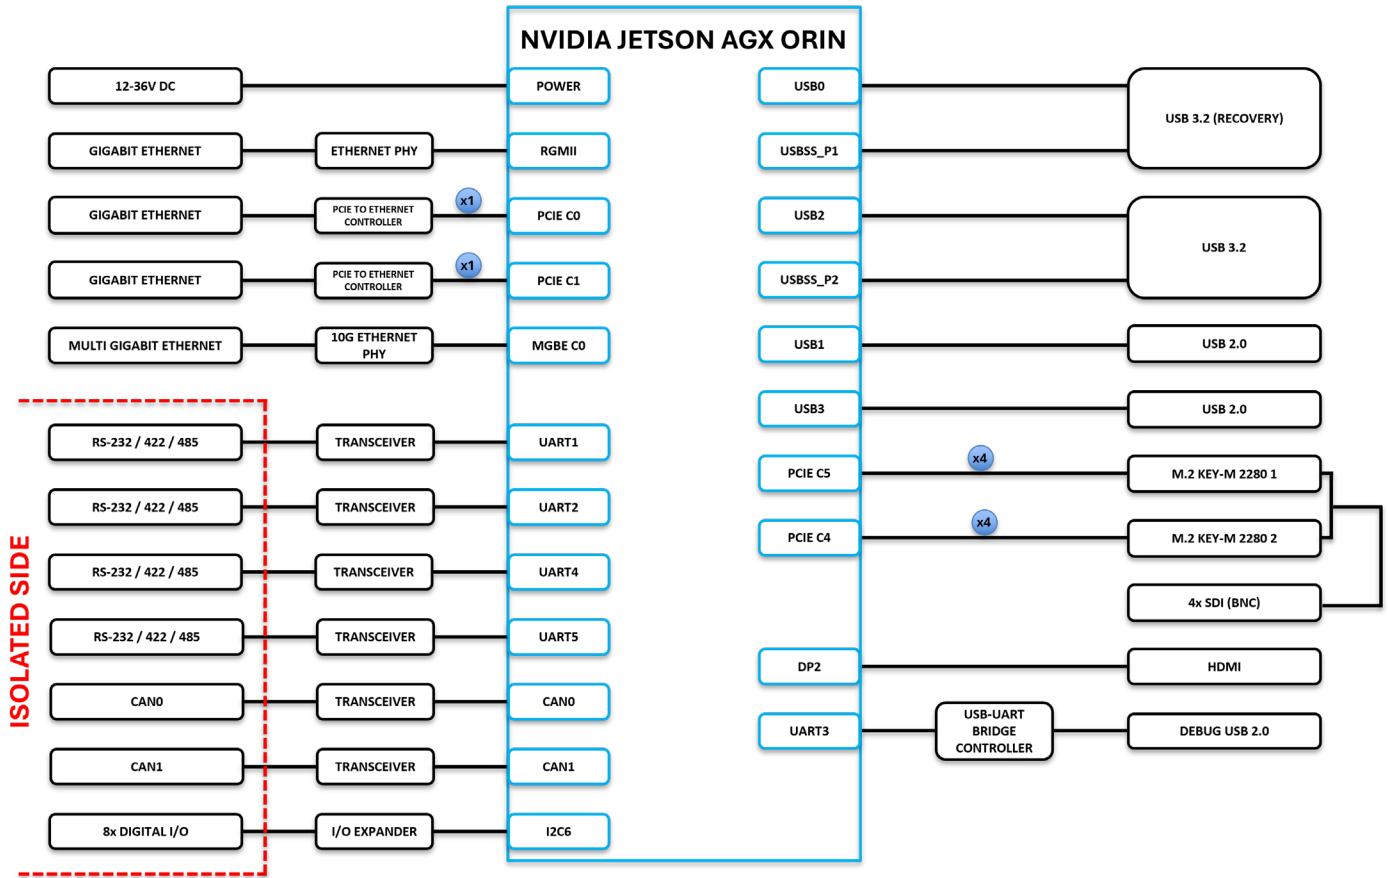 NVIDIA JETSON AGX ORIN
12-36V DC
POWER
GIGABIT ETHERNET
ETHERNET PHY
RGMII
GIGABIT ETHERNET
PCIE TO ETHERNET
CONTROLLER
x1
PCIE C0
GIGABIT ETHERNET
PCIE TO ETHERNET
CONTROLLER
x1
PCIE C1
MULTI GIGABIT ETHERNET
10G ETHERNET
PHY
MGBE C0
ISOLATED SIDE
RS-232 / 422 / 485
TRANSCEIVER
UART1
RS-232 / 422 / 485
TRANSCEIVER
UART2
RS-232 / 422 / 485
TRANSCEIVER
UART4
RS-232 / 422 / 485
TRANSCEIVER
UART5
CAN0
TRANSCEIVER
CAN0
CAN1
TRANSCEIVER
CAN1
8x DIGITAL I/O
I/O EXPANDER
I2C6
USB0
USBSS_P1
USB 3.2 (RECOVERY)
USB2
USBSS_P2
USB 3.2
USB1
USB 2.0
USB3
USB 2.0
PCIE C5
x4
M.2 KEY-M 2280 1
PCIE C4
x4
M.2 KEY-M 2280 2
4x SDI (BNC)
DP2
HDMI
UART3
USB-UART
BRIDGE
CONTROLLER
DEBUG USB 2.0